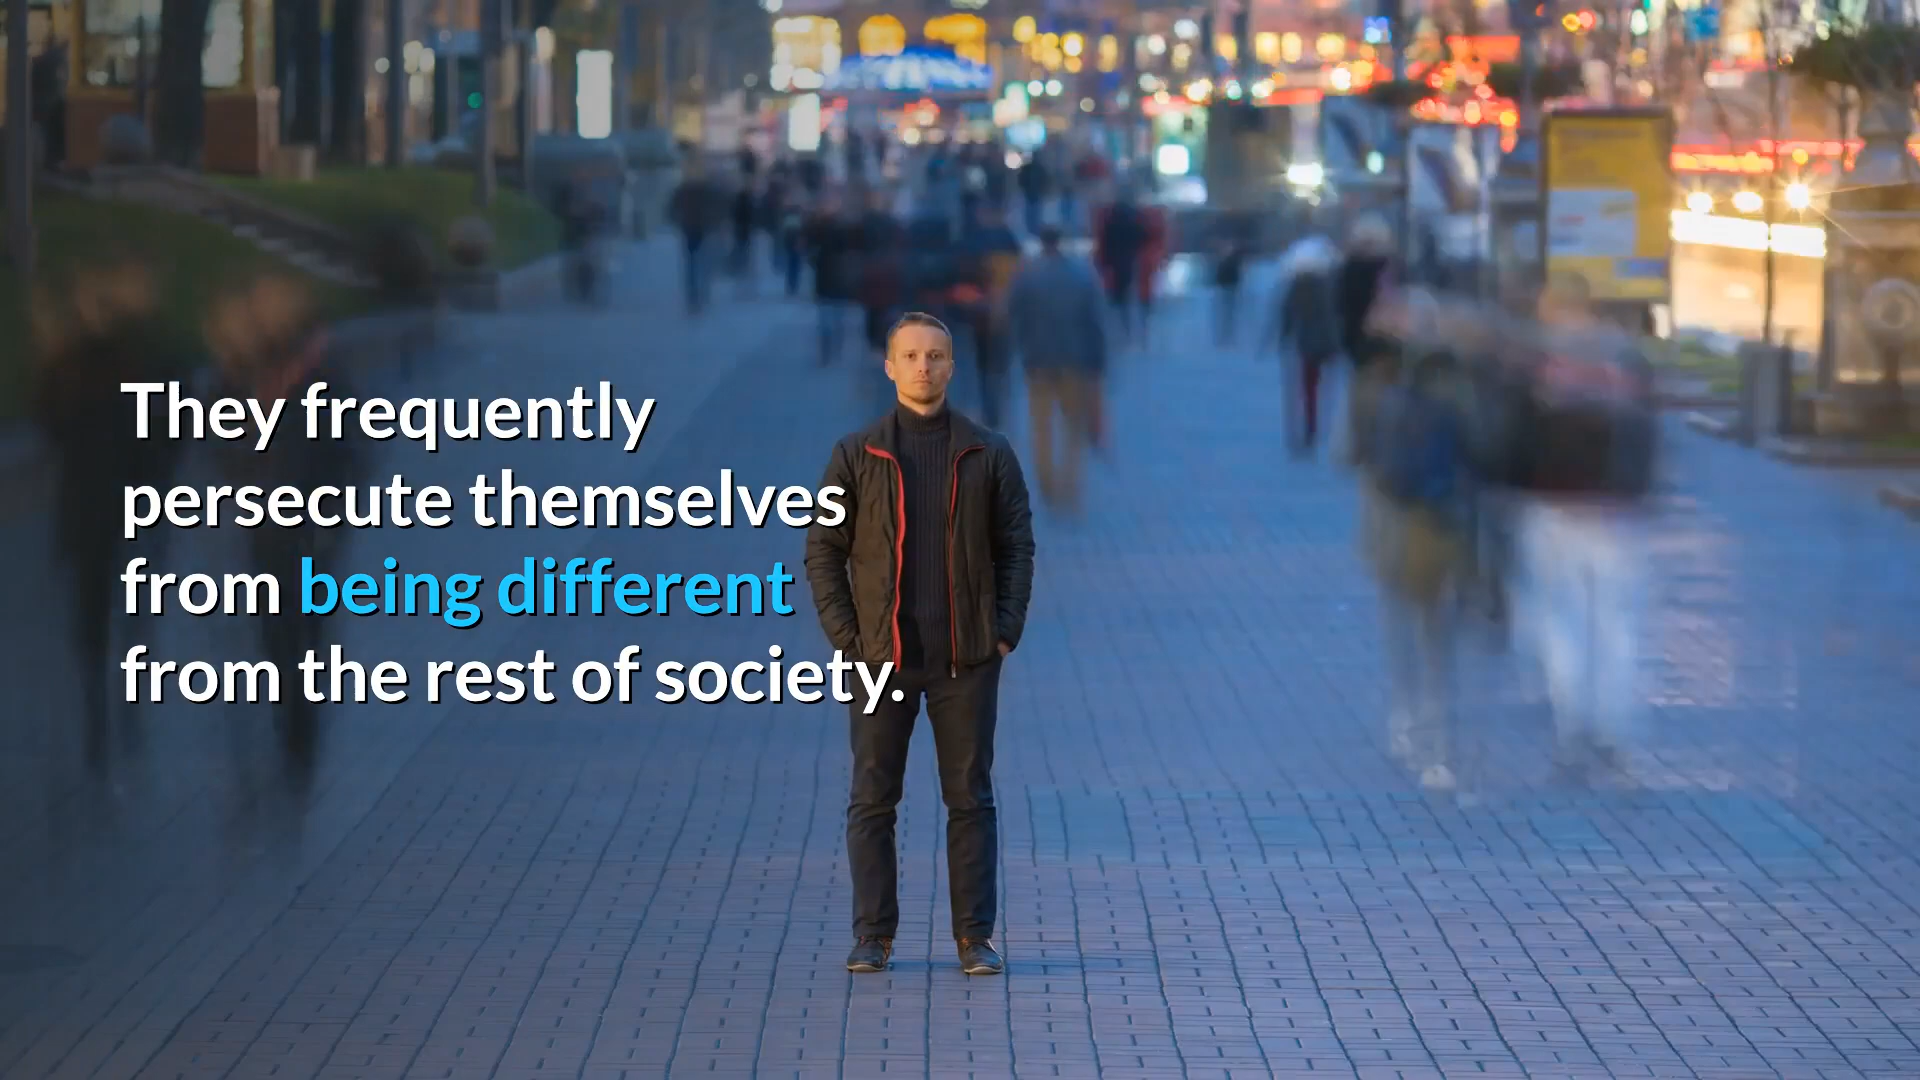 They frequently
persecute themselves
from being different
from the rest of society.